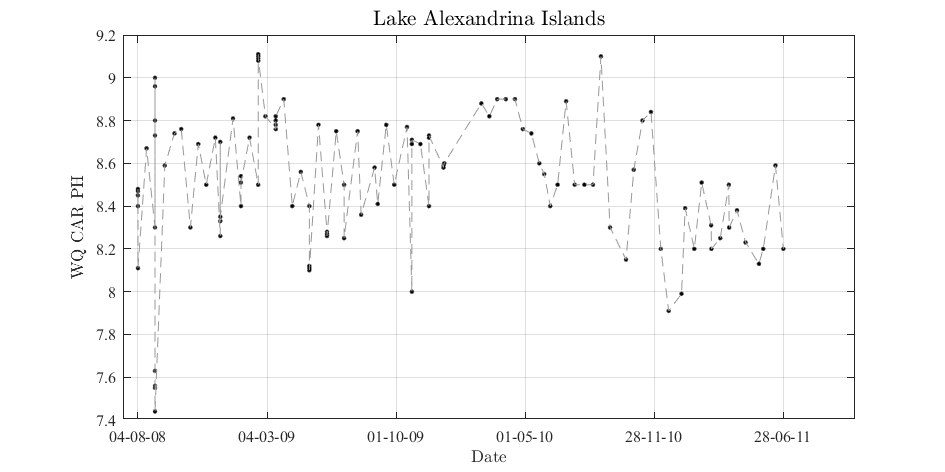 Lake Alexandrina Islands
WQ CAR PH
9.2
9
8.8
8.6
8.4
8.2
8
7.8
7.6
7.4
04-08-08 04-03-09 01-10-09 01-05-10 28-11-10 28-06-11
Date